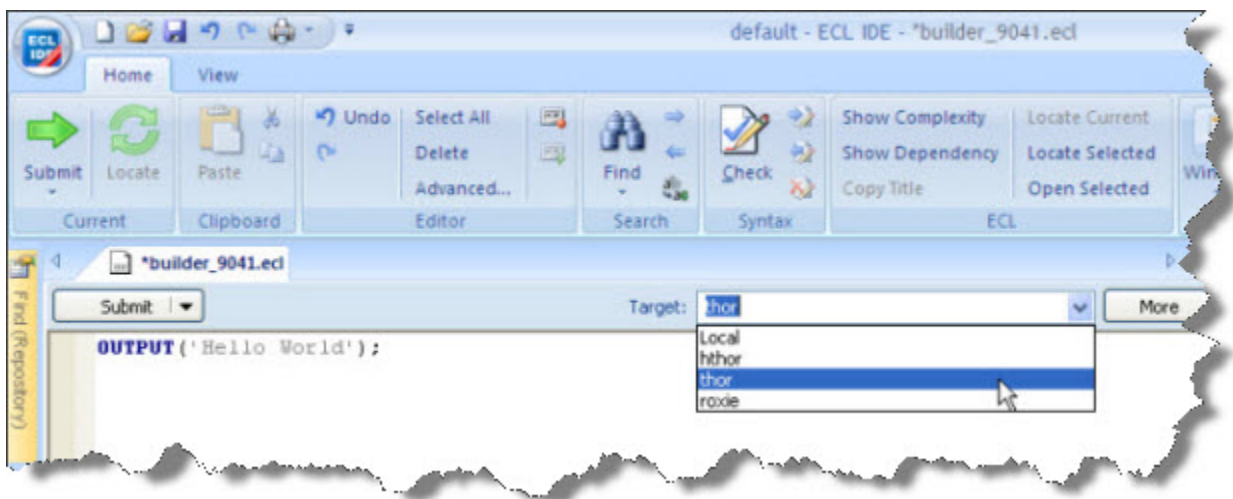 ECL IDE
default - ECL IDE - *builder_9041.ecl
Home View
Submit Locate Paste Undo Select All Delete Advanced... Find Check Show Complexity Show Dependency Copy Title Locate Current Locate Selected Open Selected
Current Clipboard Editor Search Syntax ECL
*builder_9041.ecl
Submit Target: thor More
Find (Repository)
OUTPUT('Hello World');
Local
hthor
thor
roxie